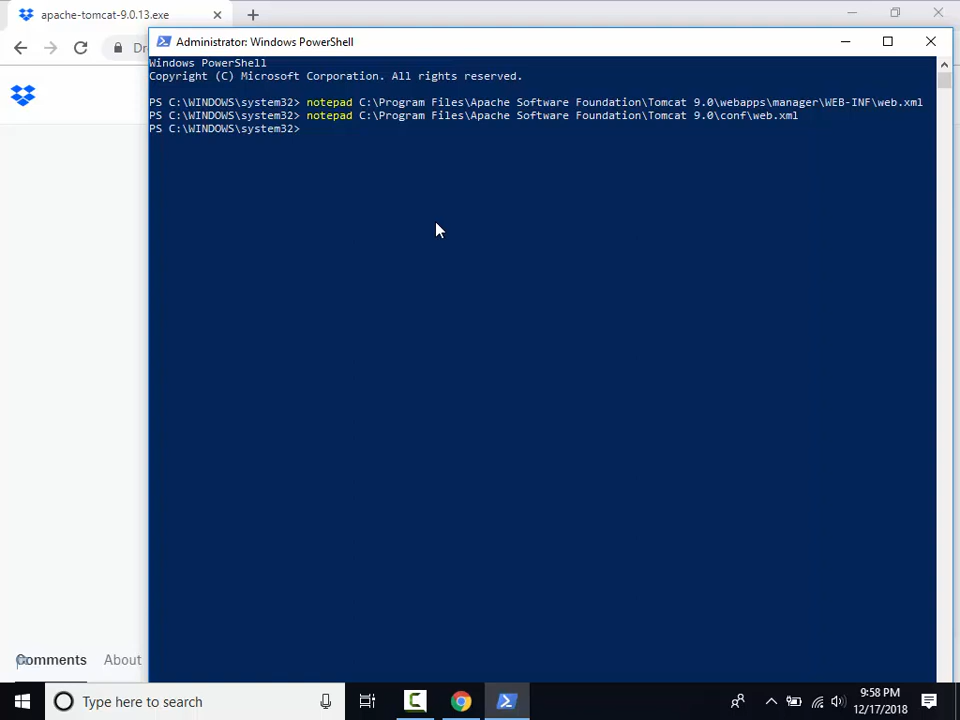 apache-tomcat-9.0.13.exe
Administrator: Windows PowerShell
Windows PowerShell
Copyright (C) Microsoft Corporation. All rights reserved.
PS C:\WINDOWS\system32> notepad C:\Program Files\Apache Software Foundation\Tomcat 9.0\webapps\manager\WEB-INF\web.xml
PS C:\WINDOWS\system32> notepad C:\Program Files\Apache Software Foundation\Tomcat 9.0\conf\web.xml
PS C:\WINDOWS\system32>
Comments About
Type here to search
9:58 PM
12/17/2018